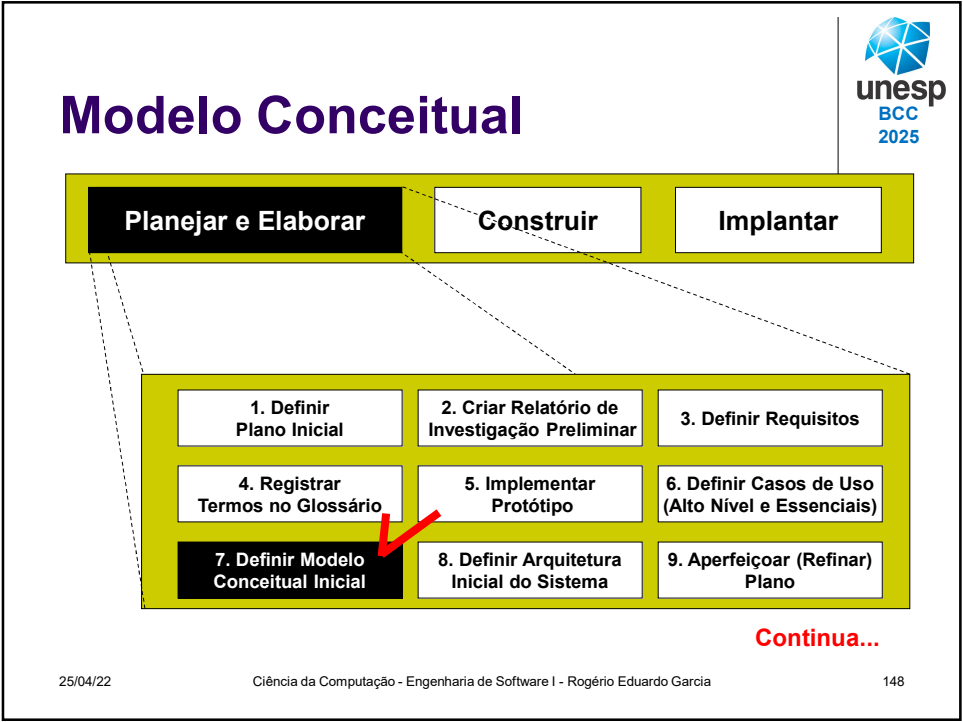 Modelo Conceitual
unesp
BCC
2025
Planejar e Elaborar
Construir
Implantar
1. Definir
Plano Inicial
2. Criar Relatório de
Investigação Preliminar
3. Definir Requisitos
4. Registrar
Termos no Glossário
5. Implementar
Protótipo
6. Definir Casos de Uso
(Alto Nível e Essenciais)
7. Definir Modelo
Conceitual Inicial
8. Definir Arquitetura
Inicial do Sistema
9. Aperfeiçoar (Refinar)
Plano
Continua...
25/04/22
Ciência da Computação - Engenharia de Software I - Rogério Eduardo Garcia
148